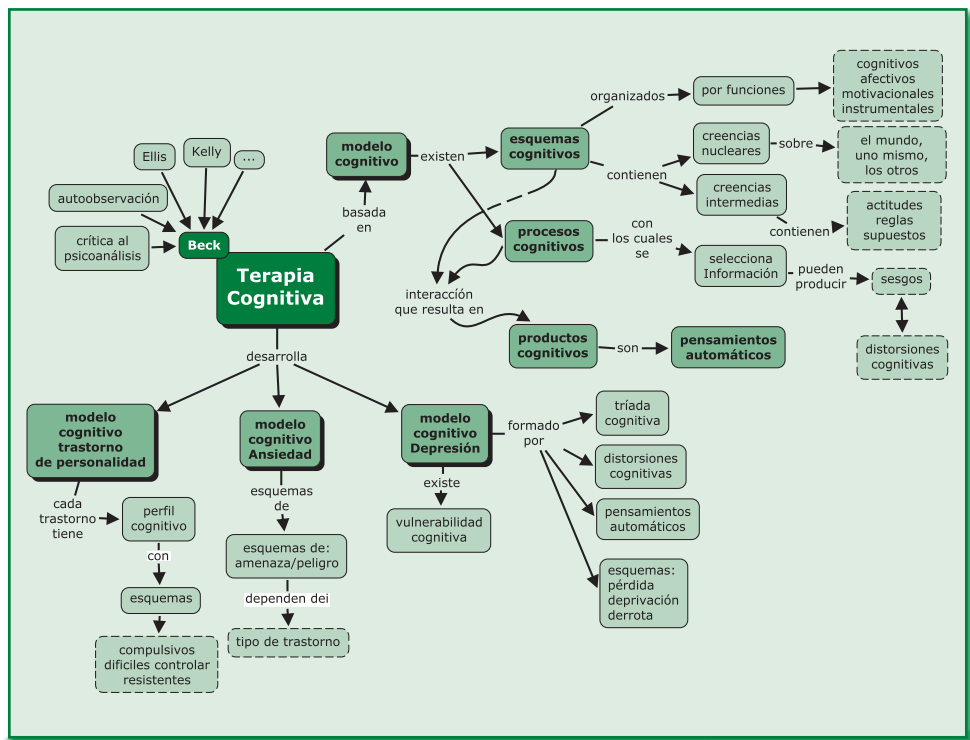 Ellis
Kelly
...
autoobservación
crítica al
psicoanálisis
Beck
Terapia
Cognitiva
basada
en
modelo
cognitivo
existen
esquemas
cognitivos
organizados
por funciones
cognitivos
afectivos
motivacionales
instrumentales
contienen
creencias
nucleares
sobre
el mundo,
uno mismo,
los otros
creencias
intermedias
contienen
actitudes
reglas
supuestos
procesos
cognitivos
con
los cuales
se
selecciona
Información
pueden
producir
sesgos
distorsiones
cognitivas
interaccíón
que resulta en
productos
cognitivos
son
pensamientos
automáticos
desarrolla
modelo
cognitivo
trastorno
de personalidad
cada
trastorno
tiene
perfil
cognitivo
con
esquemas
compulsivos
dificiles controlar
resistentes
modelo
cognitivo
Ansiedad
esquemas
de
esquemas de:
amenaza/peligro
dependen dei
tipo de trastorno
modelo
cognitivo
Depresión
existe
vulnerabilidad
cognitiva
formado
por
tríada
cognitiva
distorsiones
cognitivas
pensamientos
automáticos
esquemas:
pérdida
deprivación
derrota